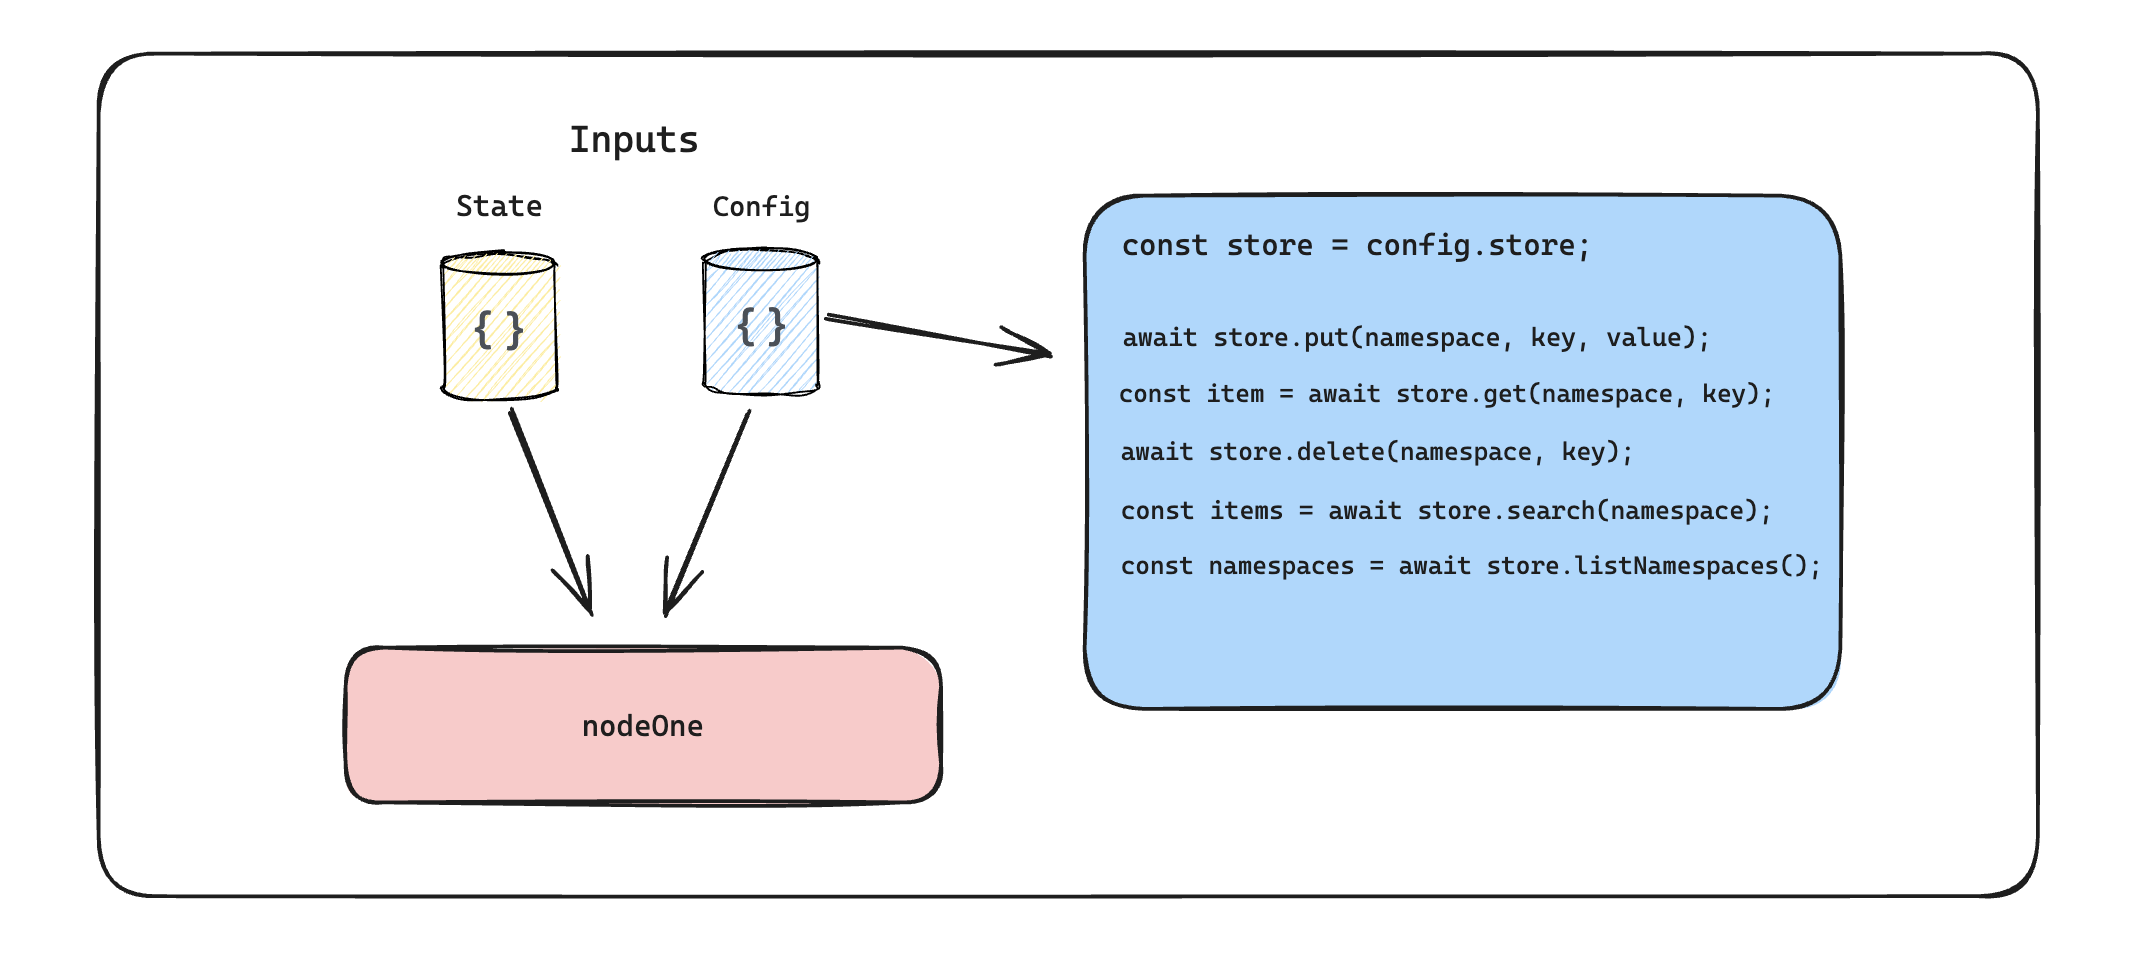 Inputs
State
Config
{ }
{ }
nodeOne
const store = config.store;
await store.put(namespace, key, value);
const item = await store.get(namespace, key);
await store.delete(namespace, key);
const items = await store.search(namespace);
const namespaces = await store.listNamespaces();